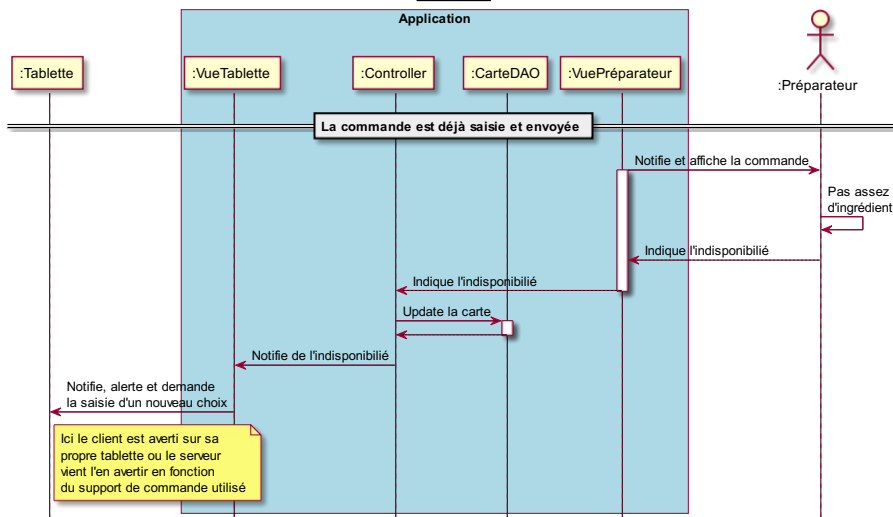 Application
:Tablette
:VueTablette
:Controller
:CarteDAO
:VuePréparateur
:Préparateur
La commande est déjà saisie et envoyée
Notifie et affiche la commande
Pas assez
d'ingrédient
Indique l'indisponibilié
Indique l'indisponibilié
Update la carte
Notifie de l'indisponibilié
Notifie, alerte et demande
la saisie d'un nouveau choix
Ici le client est averti sur sa
propre tablette ou le serveur
vient l'en avertir en fonction
du support de commande utilisé